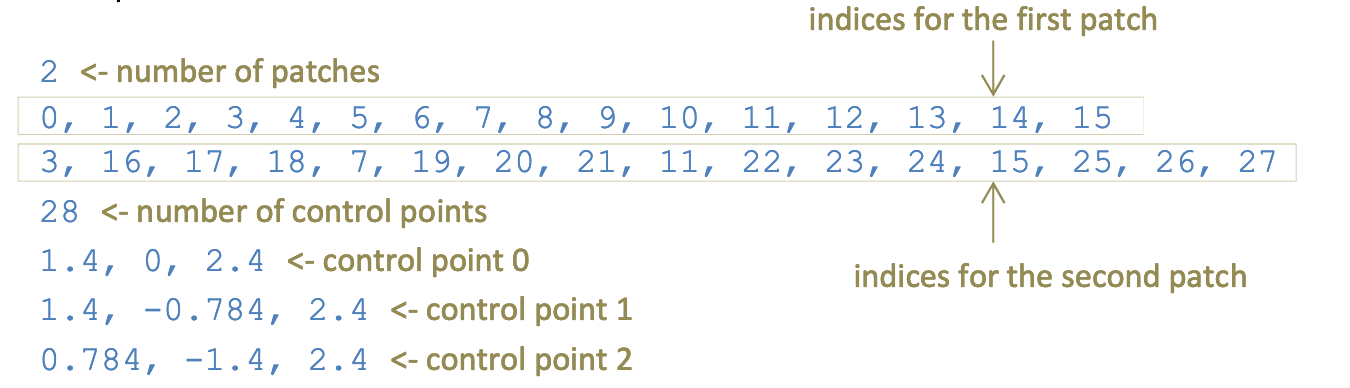 indices for the first patch
2 <- number of patches
0, 1, 2, 3, 4, 5, 6, 7, 8, 9, 10, 11, 12, 13, 14, 15
3, 16, 17, 18, 7, 19, 20, 21, 11, 22, 23, 24, 15, 25, 26, 27
28 <- number of control points
1.4, 0, 2.4 <- control point 0
indices for the second patch
1.4, -0.784, 2.4 <- control point 1
0.784, -1.4, 2.4 <- control point 2